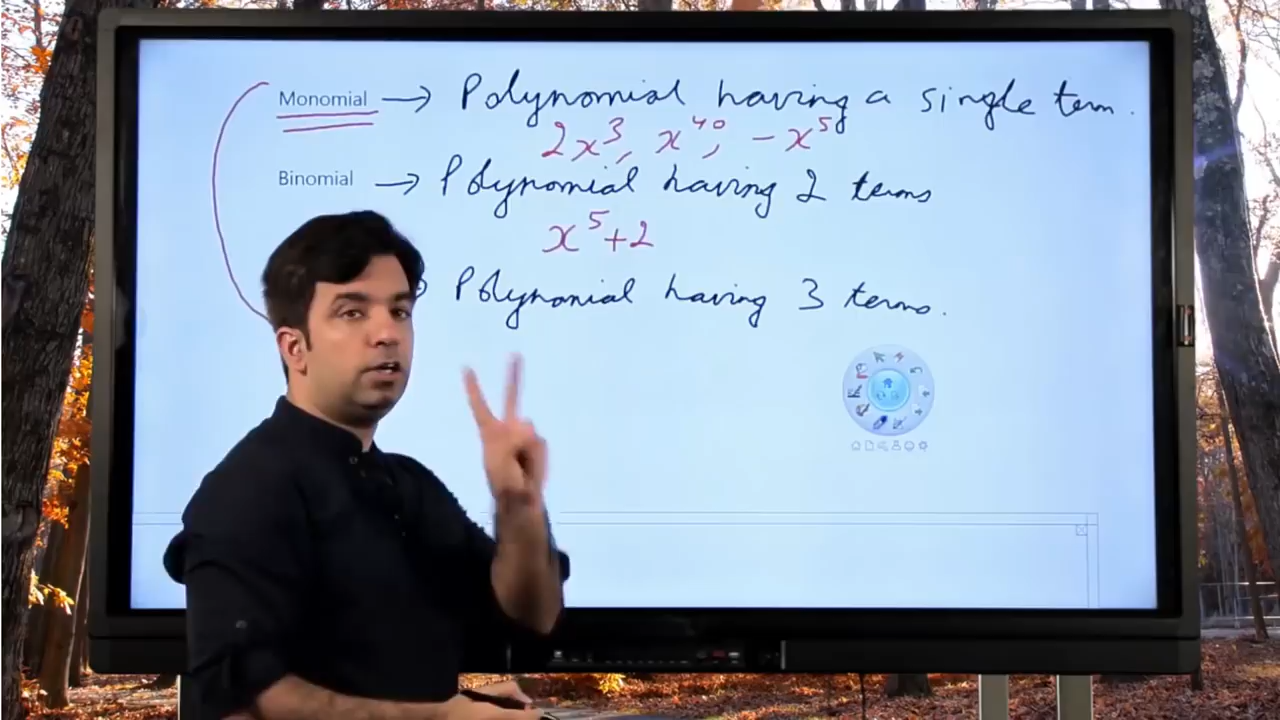 Monomial → Polynomial having a single term.
2x³, x⁴⁰, -x⁵
Binomial → Polynomial having 2 terms
x⁵+2
Polynomial having 3 terms.